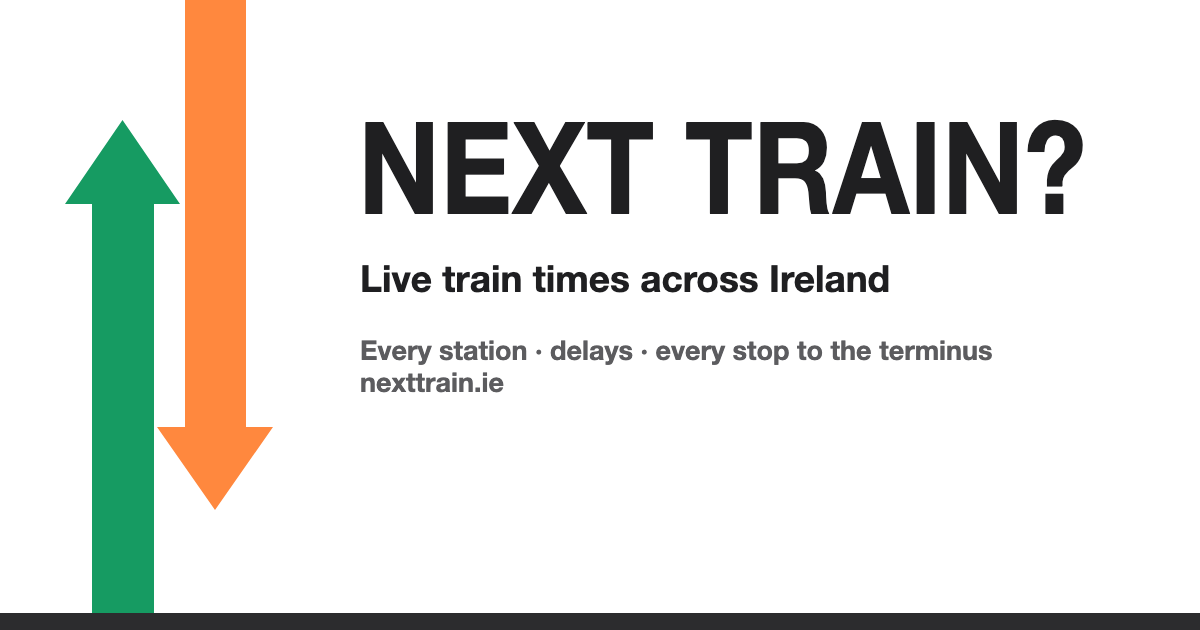 NEXT TRAIN?
Live train times across Ireland
Every station · delays · every stop to the terminus
nexttrain.ie